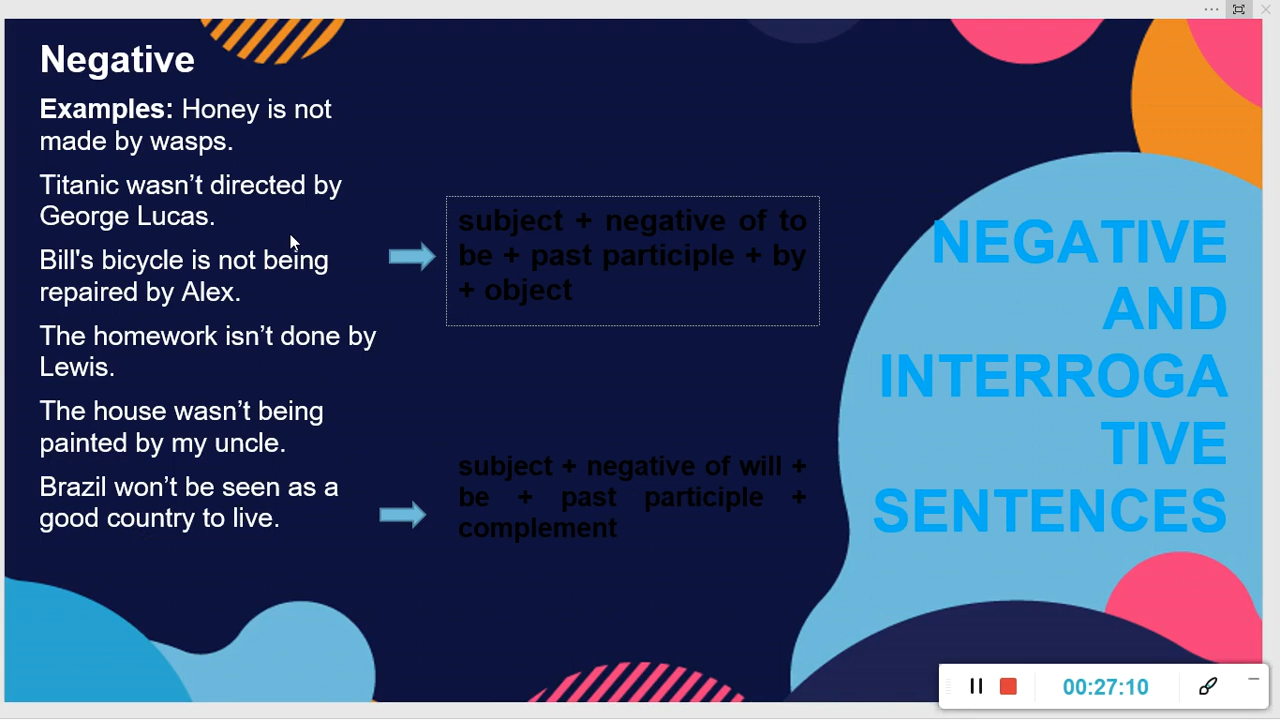 Negative
Examples: Honey is not
made by wasps.
Titanic wasn’t directed by
George Lucas.
Bill's bicycle is not being
repaired by Alex.
The homework isn’t done by
Lewis.
The house wasn’t being
painted by my uncle.
Brazil won’t be seen as a
good country to live.
subject + negative of to
be + past participle + by
+ object
subject + negative of will +
be + past participle +
complement
NEGATIVE
AND
INTERROGA
TIVE
SENTENCES
00:27:10